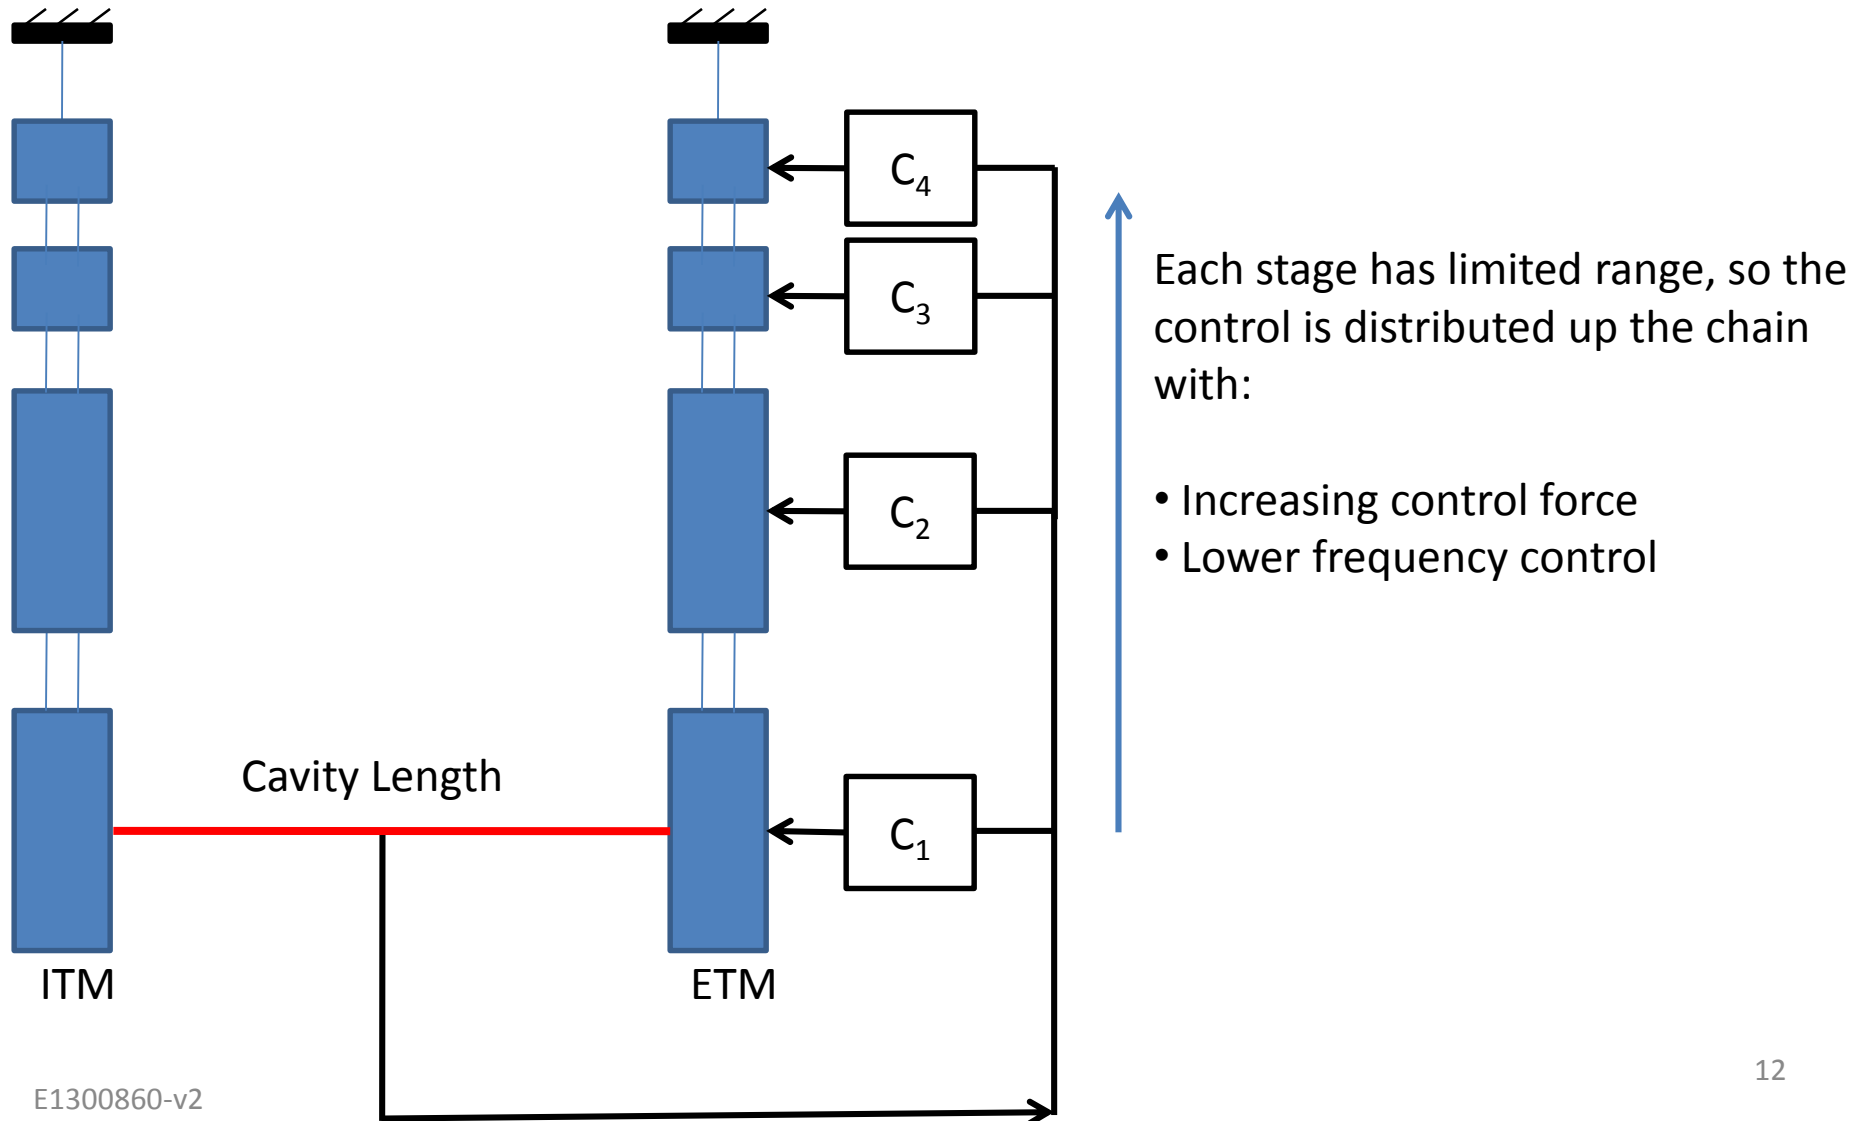 C4
C3
C2
C1
Each stage has limited range, so the
control is distributed up the chain
with:
• Increasing control force
• Lower frequency control
Cavity Length
ITM
ETM
E1300860-v2
12